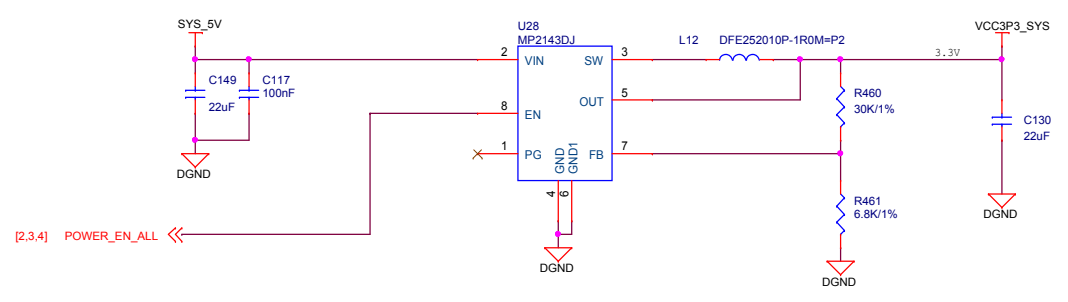 SYS_5V
U28
VCC3P3_SYS
MP2143DJ
L12 DFE252010P-1R0M=P2
2 VIN SW 3
3.3V
C149 C117
22uF 100nF
OUT 5
R460
30K/1%
8 EN
C130
22uF
1 PG FB 7
GND GND1
DGND
4 6
R461
6.8K/1%
DGND
[2,3,4] POWER_EN_ALL
DGND
DGND